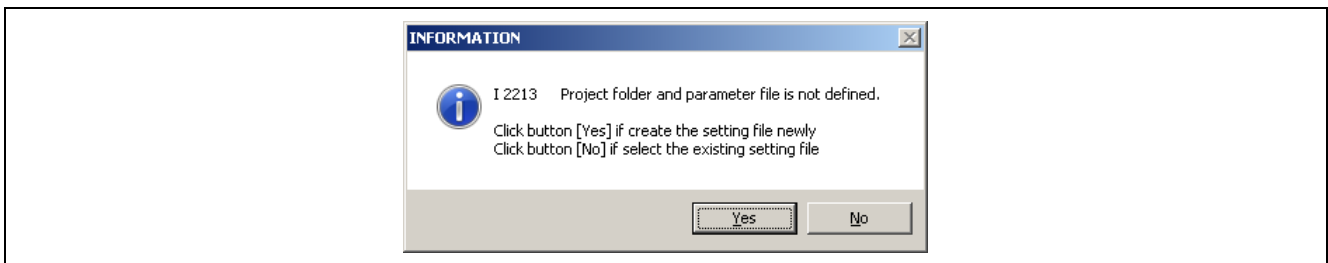 INFORMATION
I 2213 Project folder and parameter file is not defined.
Click button [Yes] if create the setting file newly
Click button [No] if select the existing setting file
Yes No